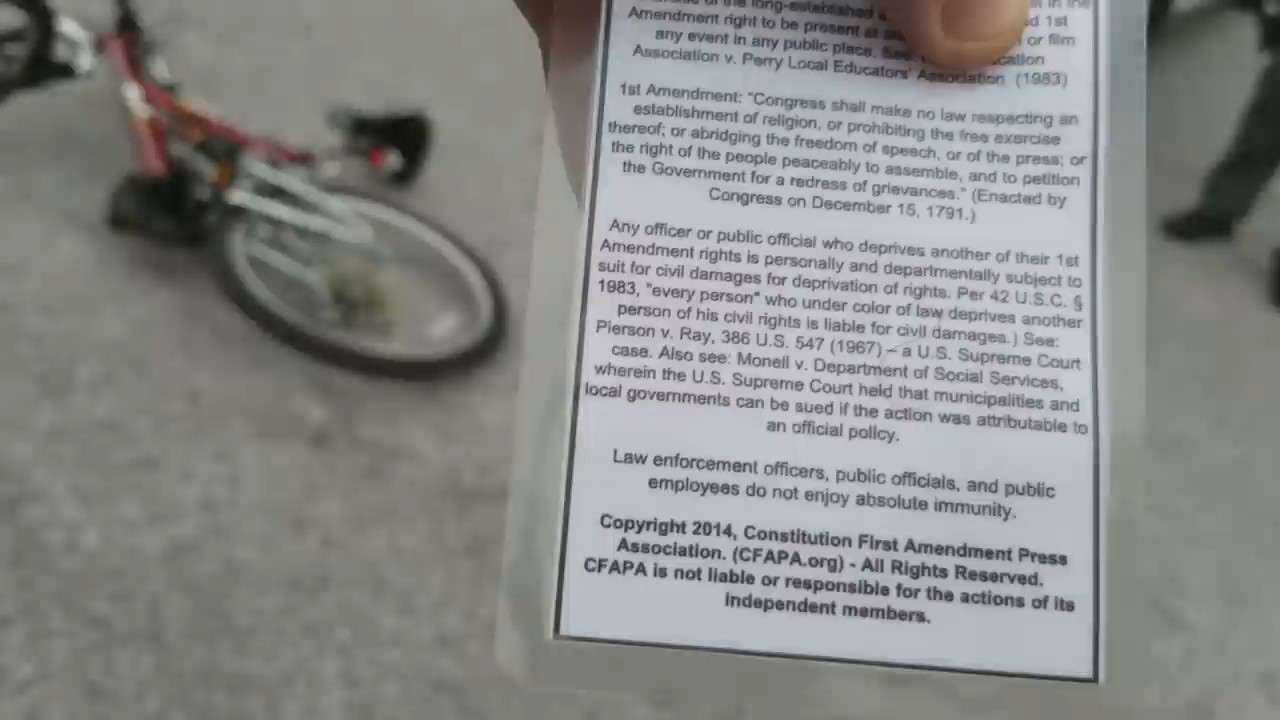 the long-established
Amendment right to be present at
d 1st
any event in any public place. See
or film
Association v. Perry Local Educators' Association (1983)
1st Amendment: "Congress shall make no law respecting an
establishment of religion, or prohibiting the free exercise
thereof; or abridging the freedom of speech, or of the press; or
the right of the people peaceably to assemble, and to petition
the Government for a redress of grievances." (Enacted by
Congress on December 15, 1791.)
Any officer or public official who deprives another of their 1st
Amendment rights is personally and departmentally subject to
suit for civil damages for deprivation of rights. Per 42 U.S.C. §
1983, "every person" who under color of law deprives another
person of his civil rights is liable for civil damages.) See:
Pierson v. Ray, 386 U.S. 547 (1967) – a U.S. Supreme Court
case. Also see: Monell v. Department of Social Services,
wherein the U.S. Supreme Court held that municipalities and
local governments can be sued if the action was attributable to
an official policy.
Law enforcement officers, public officials, and public
employees do not enjoy absolute immunity.
Copyright 2014, Constitution First Amendment Press
Association. (CFAPA.org) - All Rights Reserved.
CFAPA is not liable or responsible for the actions of its
independent members.